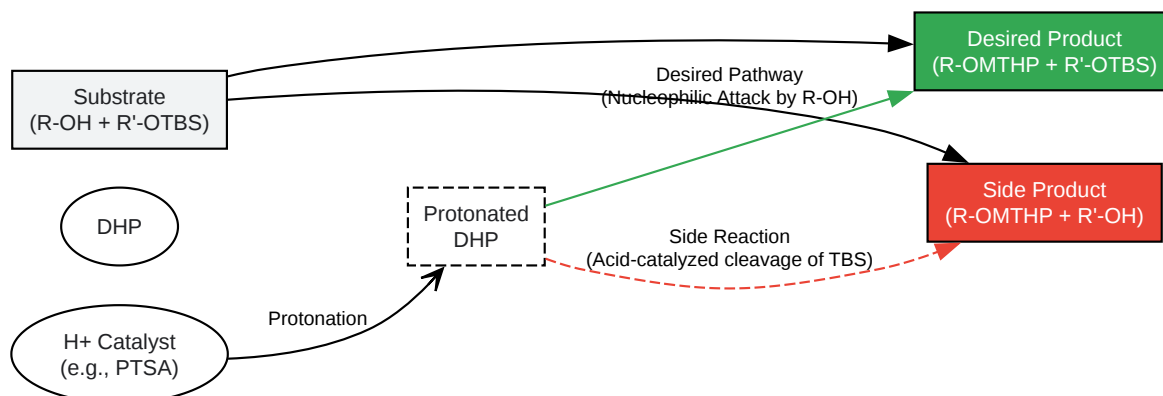 Substrate
(R-OH + R'-OTBS)
DHP
H+ Catalyst
(e.g., PTSA)
Protonation
Protonated
DHP
Desired Pathway
(Nucleophilic Attack by R-OH)
Side Reaction
(Acid-catalyzed cleavage of TBS)
Desired Product
(R-OMTHP + R'-OTBS)
Side Product
(R-OMTHP + R'-OH)